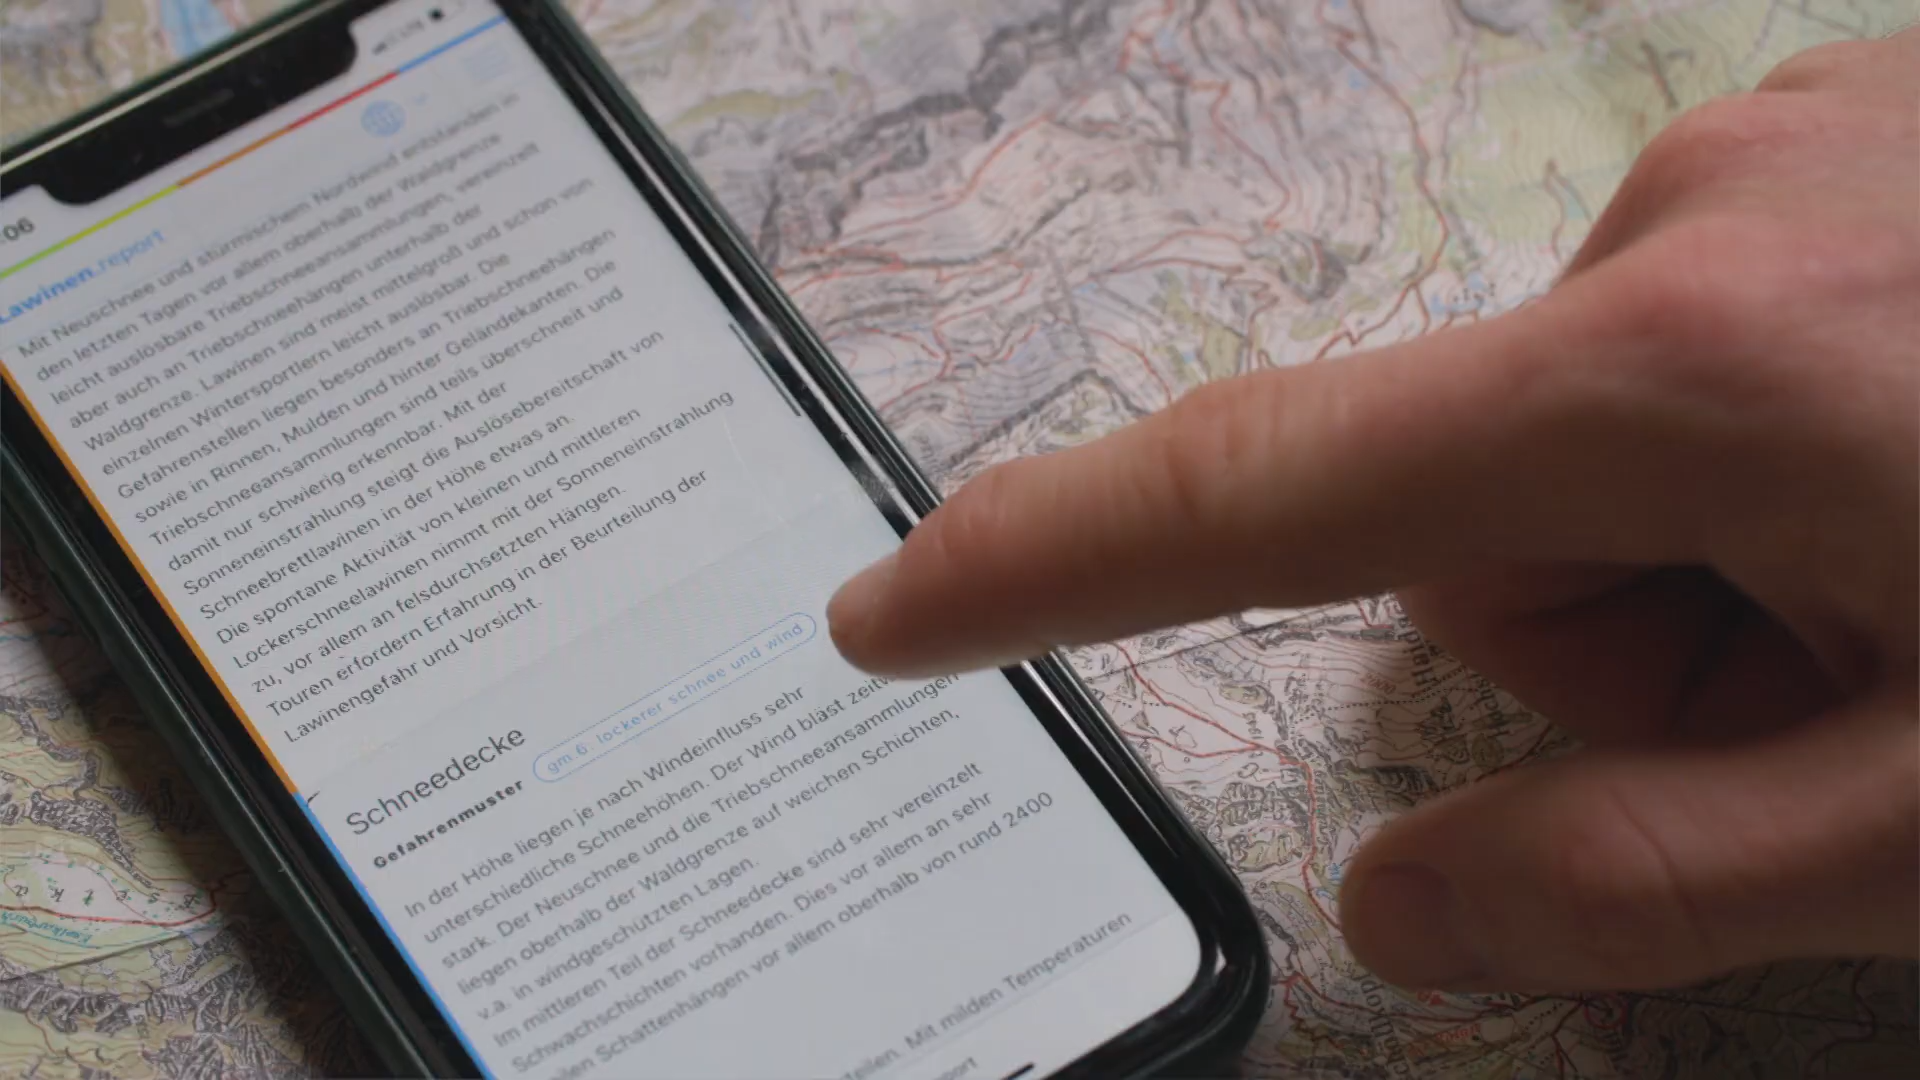 06
Lawinen.report
Mit Neuschnee und stürmischem Nordwind entstanden in
den letzten Tagen vor allem oberhalb der Waldgrenze
leicht auslösbare Triebschneeansammlungen, vereinzelt
aber auch an Triebschneehängen unterhalb der
Waldgrenze. Lawinen sind meist mittelgroß und schon von
einzelnen Wintersportlern leicht auslösbar. Die
Gefahrenstellen liegen besonders an Triebschneehängen
sowie in Rinnen, Mulden und hinter Geländekanten. Die
Triebschneeansammlungen sind teils überschneit und
damit nur schwierig erkennbar. Mit der
Sonneneinstrahlung steigt die Auslösebereitschaft von
Schneebrettlawinen in der Höhe etwas an.
Die spontane Aktivität von kleinen und mittleren
Lockerschneelawinen nimmt mit der Sonneneinstrahlung
zu, vor allem an felsdurchsetzten Hängen.
Touren erfordern Erfahrung in der Beurteilung der
Lawinengefahr und Vorsicht.
Schneedecke
Gefahrenmuster gm.6. lockerer schnee und wind
In der Höhe liegen je nach Windeinfluss sehr
unterschiedliche Schneehöhen. Der Wind bläst
stark. Der Neuschnee und die Triebschneeansammlungen
liegen oberhalb der Waldgrenze auf weichen Schichten,
v.a. in windgeschützten Lagen.
Im mittleren Teil der Schneedecke sind sehr vereinzelt
Schwachschichten vorhanden. Dies vor allem an sehr
Schattenhängen vor allem oberhalb von rund 2400
Mit milden Temperaturen